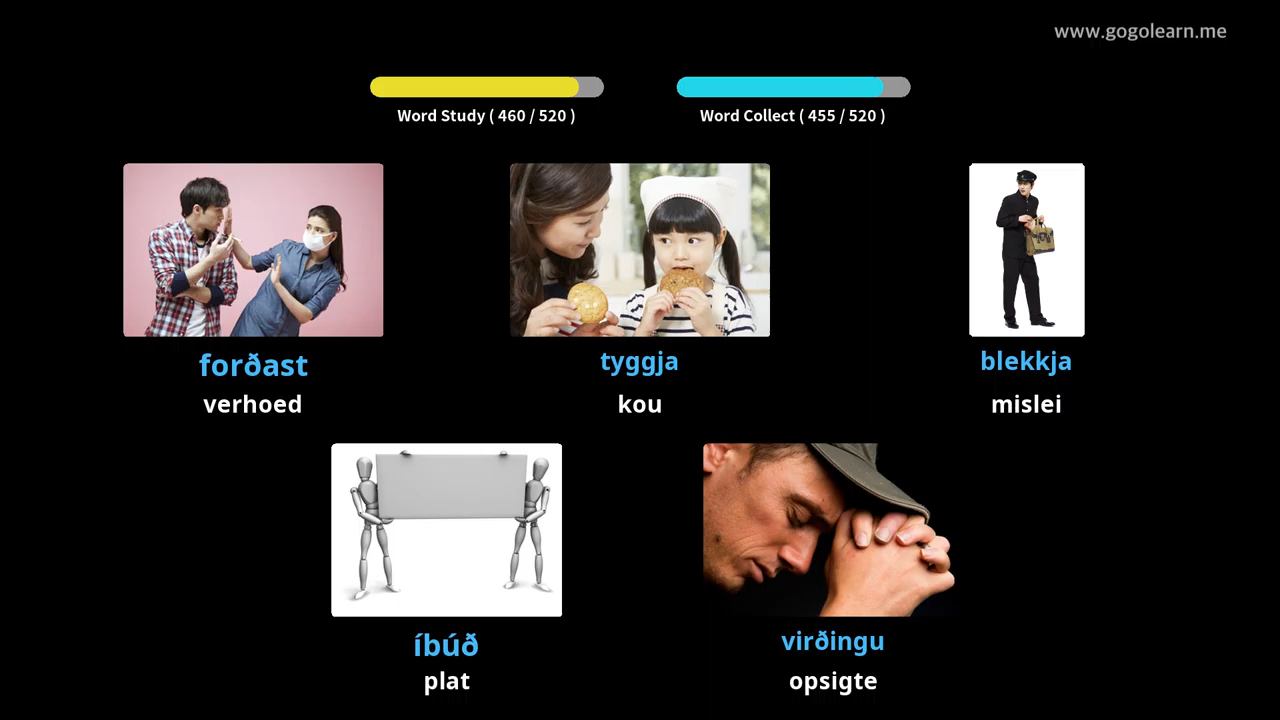 www.gogolearn.me
Word Study ( 460 / 520 )
Word Collect ( 455 / 520 )
forðast
tyggja
blekkja
verhoed
kou
mislei
íbúð
virðingu
plat
opsigte